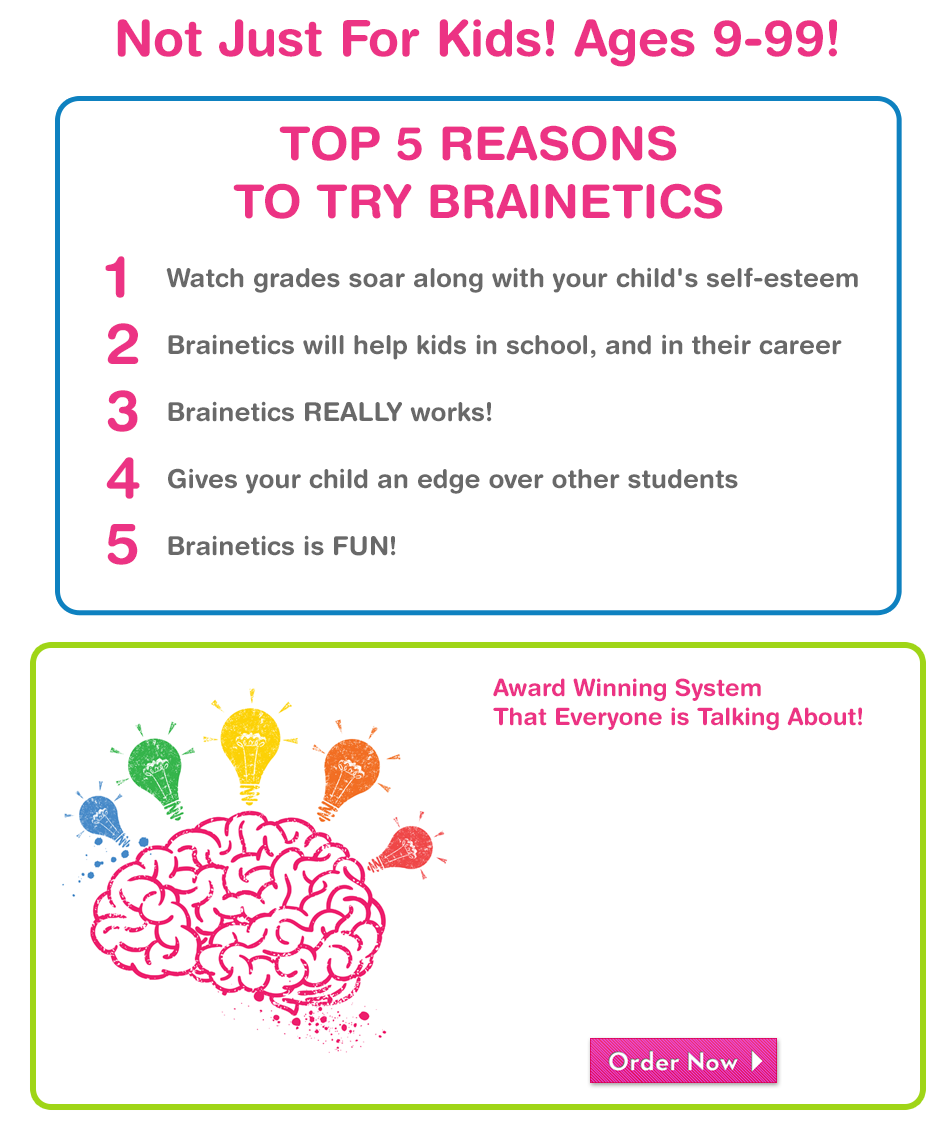 Not Just For Kids! Ages 9-99!
TOP 5 REASONS
TO TRY BRAINETICS
1 Watch grades soar along with your child's self-esteem
2 Brainetics will help kids in school, and in their career
3 Brainetics REALLY works!
4 Gives your child an edge over other students
5 Brainetics is FUN!
Award Winning System
That Everyone is Talking About!
Order Now